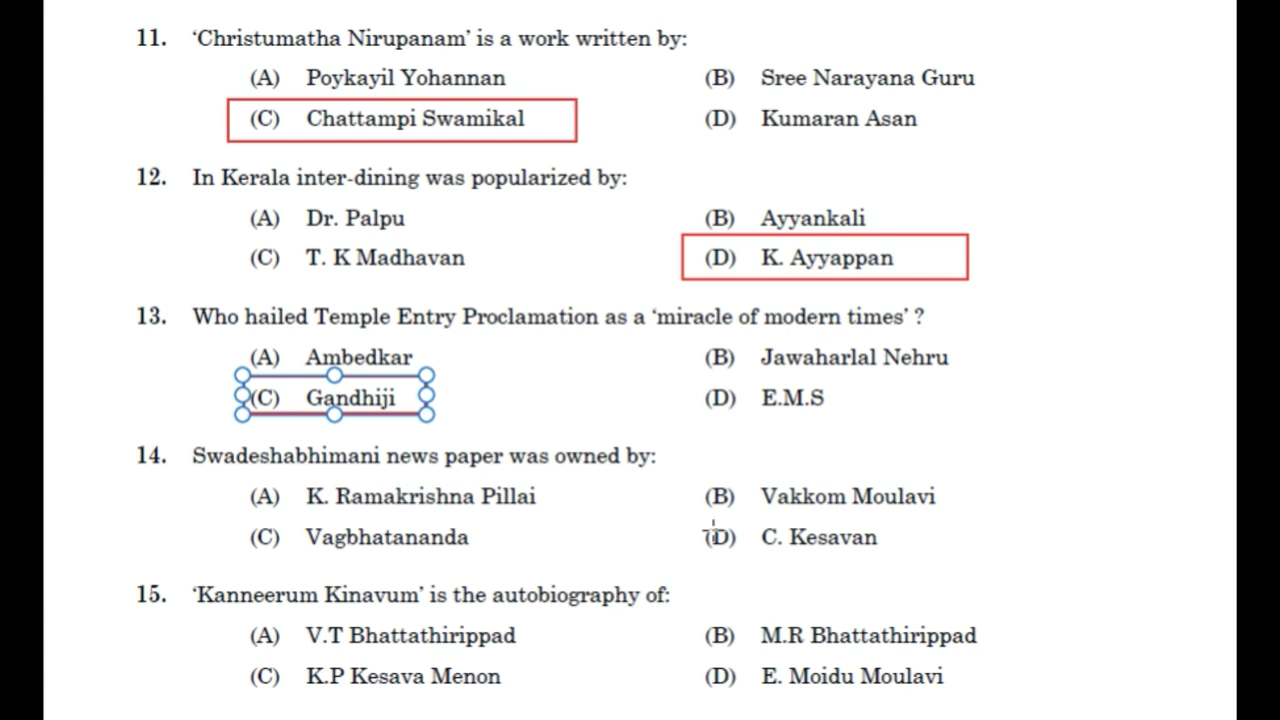 11. ‘Christumatha Nirupanam’ is a work written by:
(A) Poykayil Yohannan (B) Sree Narayana Guru
(C) Chattampi Swamikal (D) Kumaran Asan
12. In Kerala inter-dining was popularized by:
(A) Dr. Palpu (B) Ayyankali
(C) T. K Madhavan (D) K. Ayyappan
13. Who hailed Temple Entry Proclamation as a ‘miracle of modern times’ ?
(A) Ambedkar (B) Jawaharlal Nehru
(C) Gandhiji (D) E.M.S
14. Swadeshabhimani news paper was owned by:
(A) K. Ramakrishna Pillai (B) Vakkom Moulavi
(C) Vagbhatananda (D) C. Kesavan
15. ‘Kanneerum Kinavum’ is the autobiography of:
(A) V.T Bhattathirippad (B) M.R Bhattathirippad
(C) K.P Kesava Menon (D) E. Moidu Moulavi